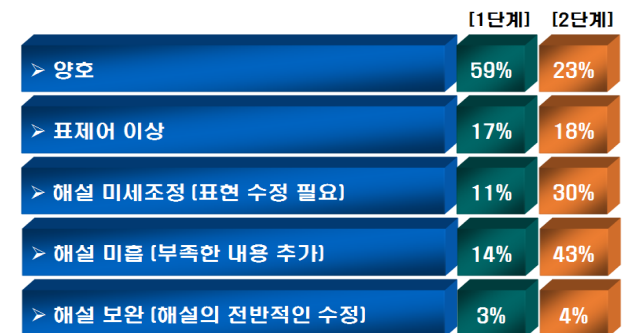 [1단계] [2단계]
➢ 양호 59% 23%
➢ 표제어 이상 17% 18%
➢ 해설 미세조정 (표현 수정 필요) 11% 30%
➢ 해설 미흡 (부족한 내용 추가) 14% 43%
➢ 해설 보완 (해설의 전반적인 수정) 3% 4%